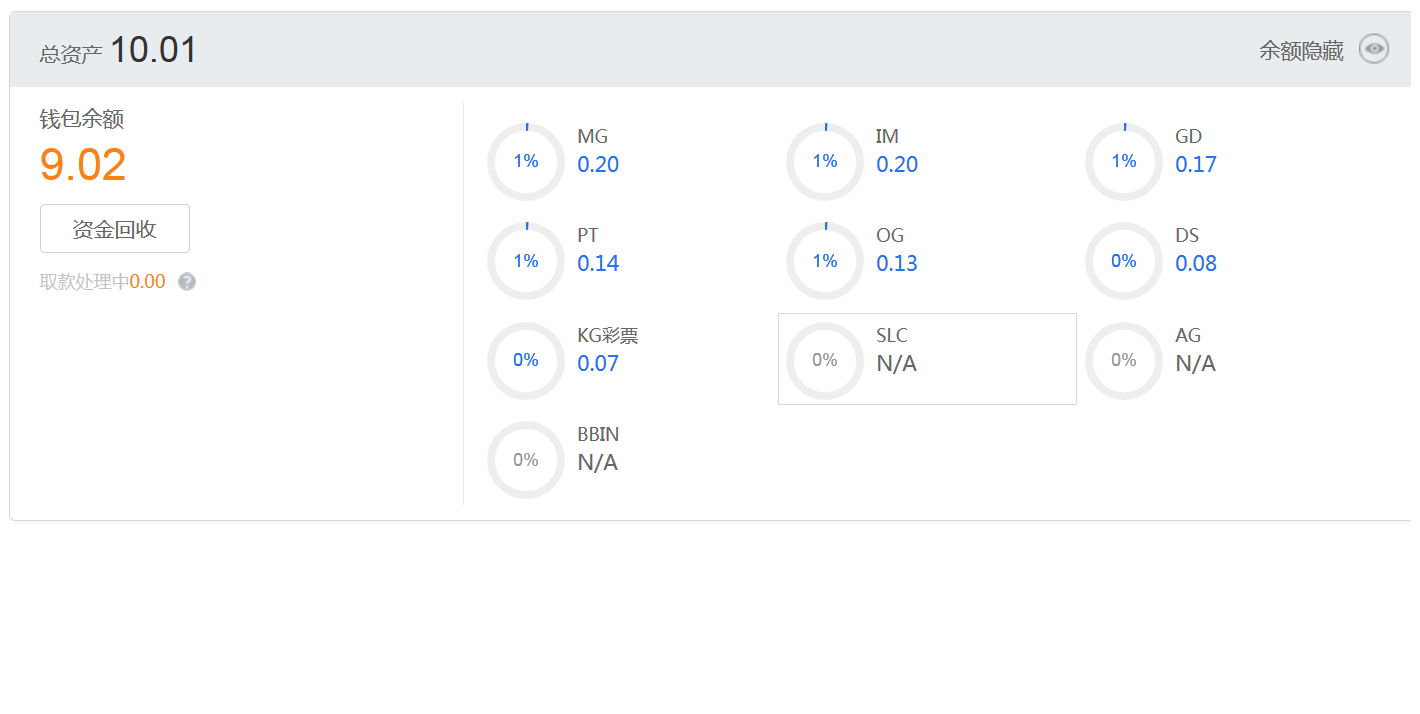 总资产 10.01
余额隐藏
钱包余额
9.02
资金回收
取款处理中0.00 ?
1% MG
0.20
1% IM
0.20
1% GD
0.17
1% PT
0.14
1% OG
0.13
0% DS
0.08
0% KG彩票
0.07
0% SLC
N/A
0% AG
N/A
0% BBIN
N/A